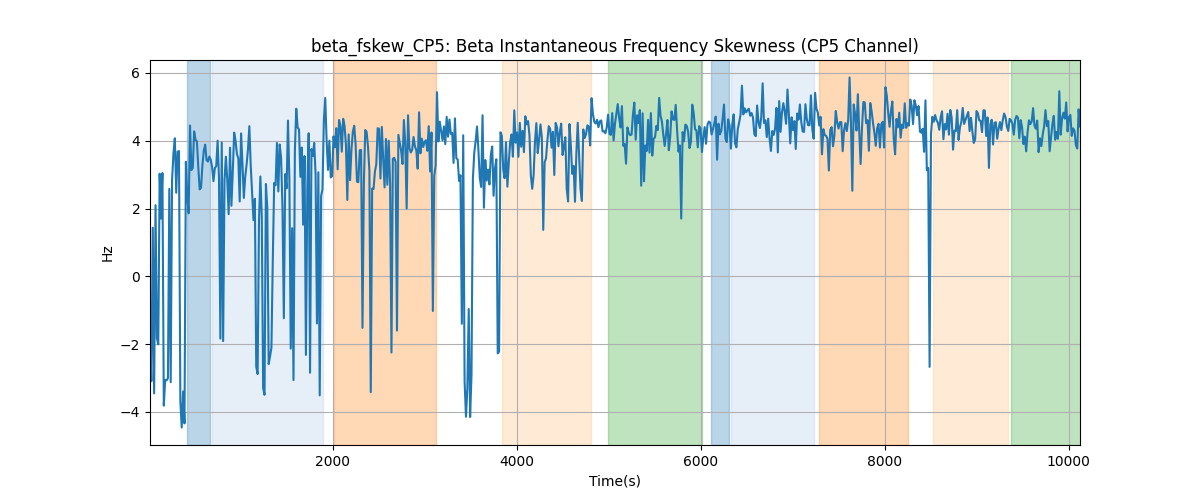 beta_fskew_CP5: Beta Instantaneous Frequency Skewness (CP5 Channel)
Hz
6
4
2
0
−2
−4
2000 4000 6000 8000 10000
Time(s)